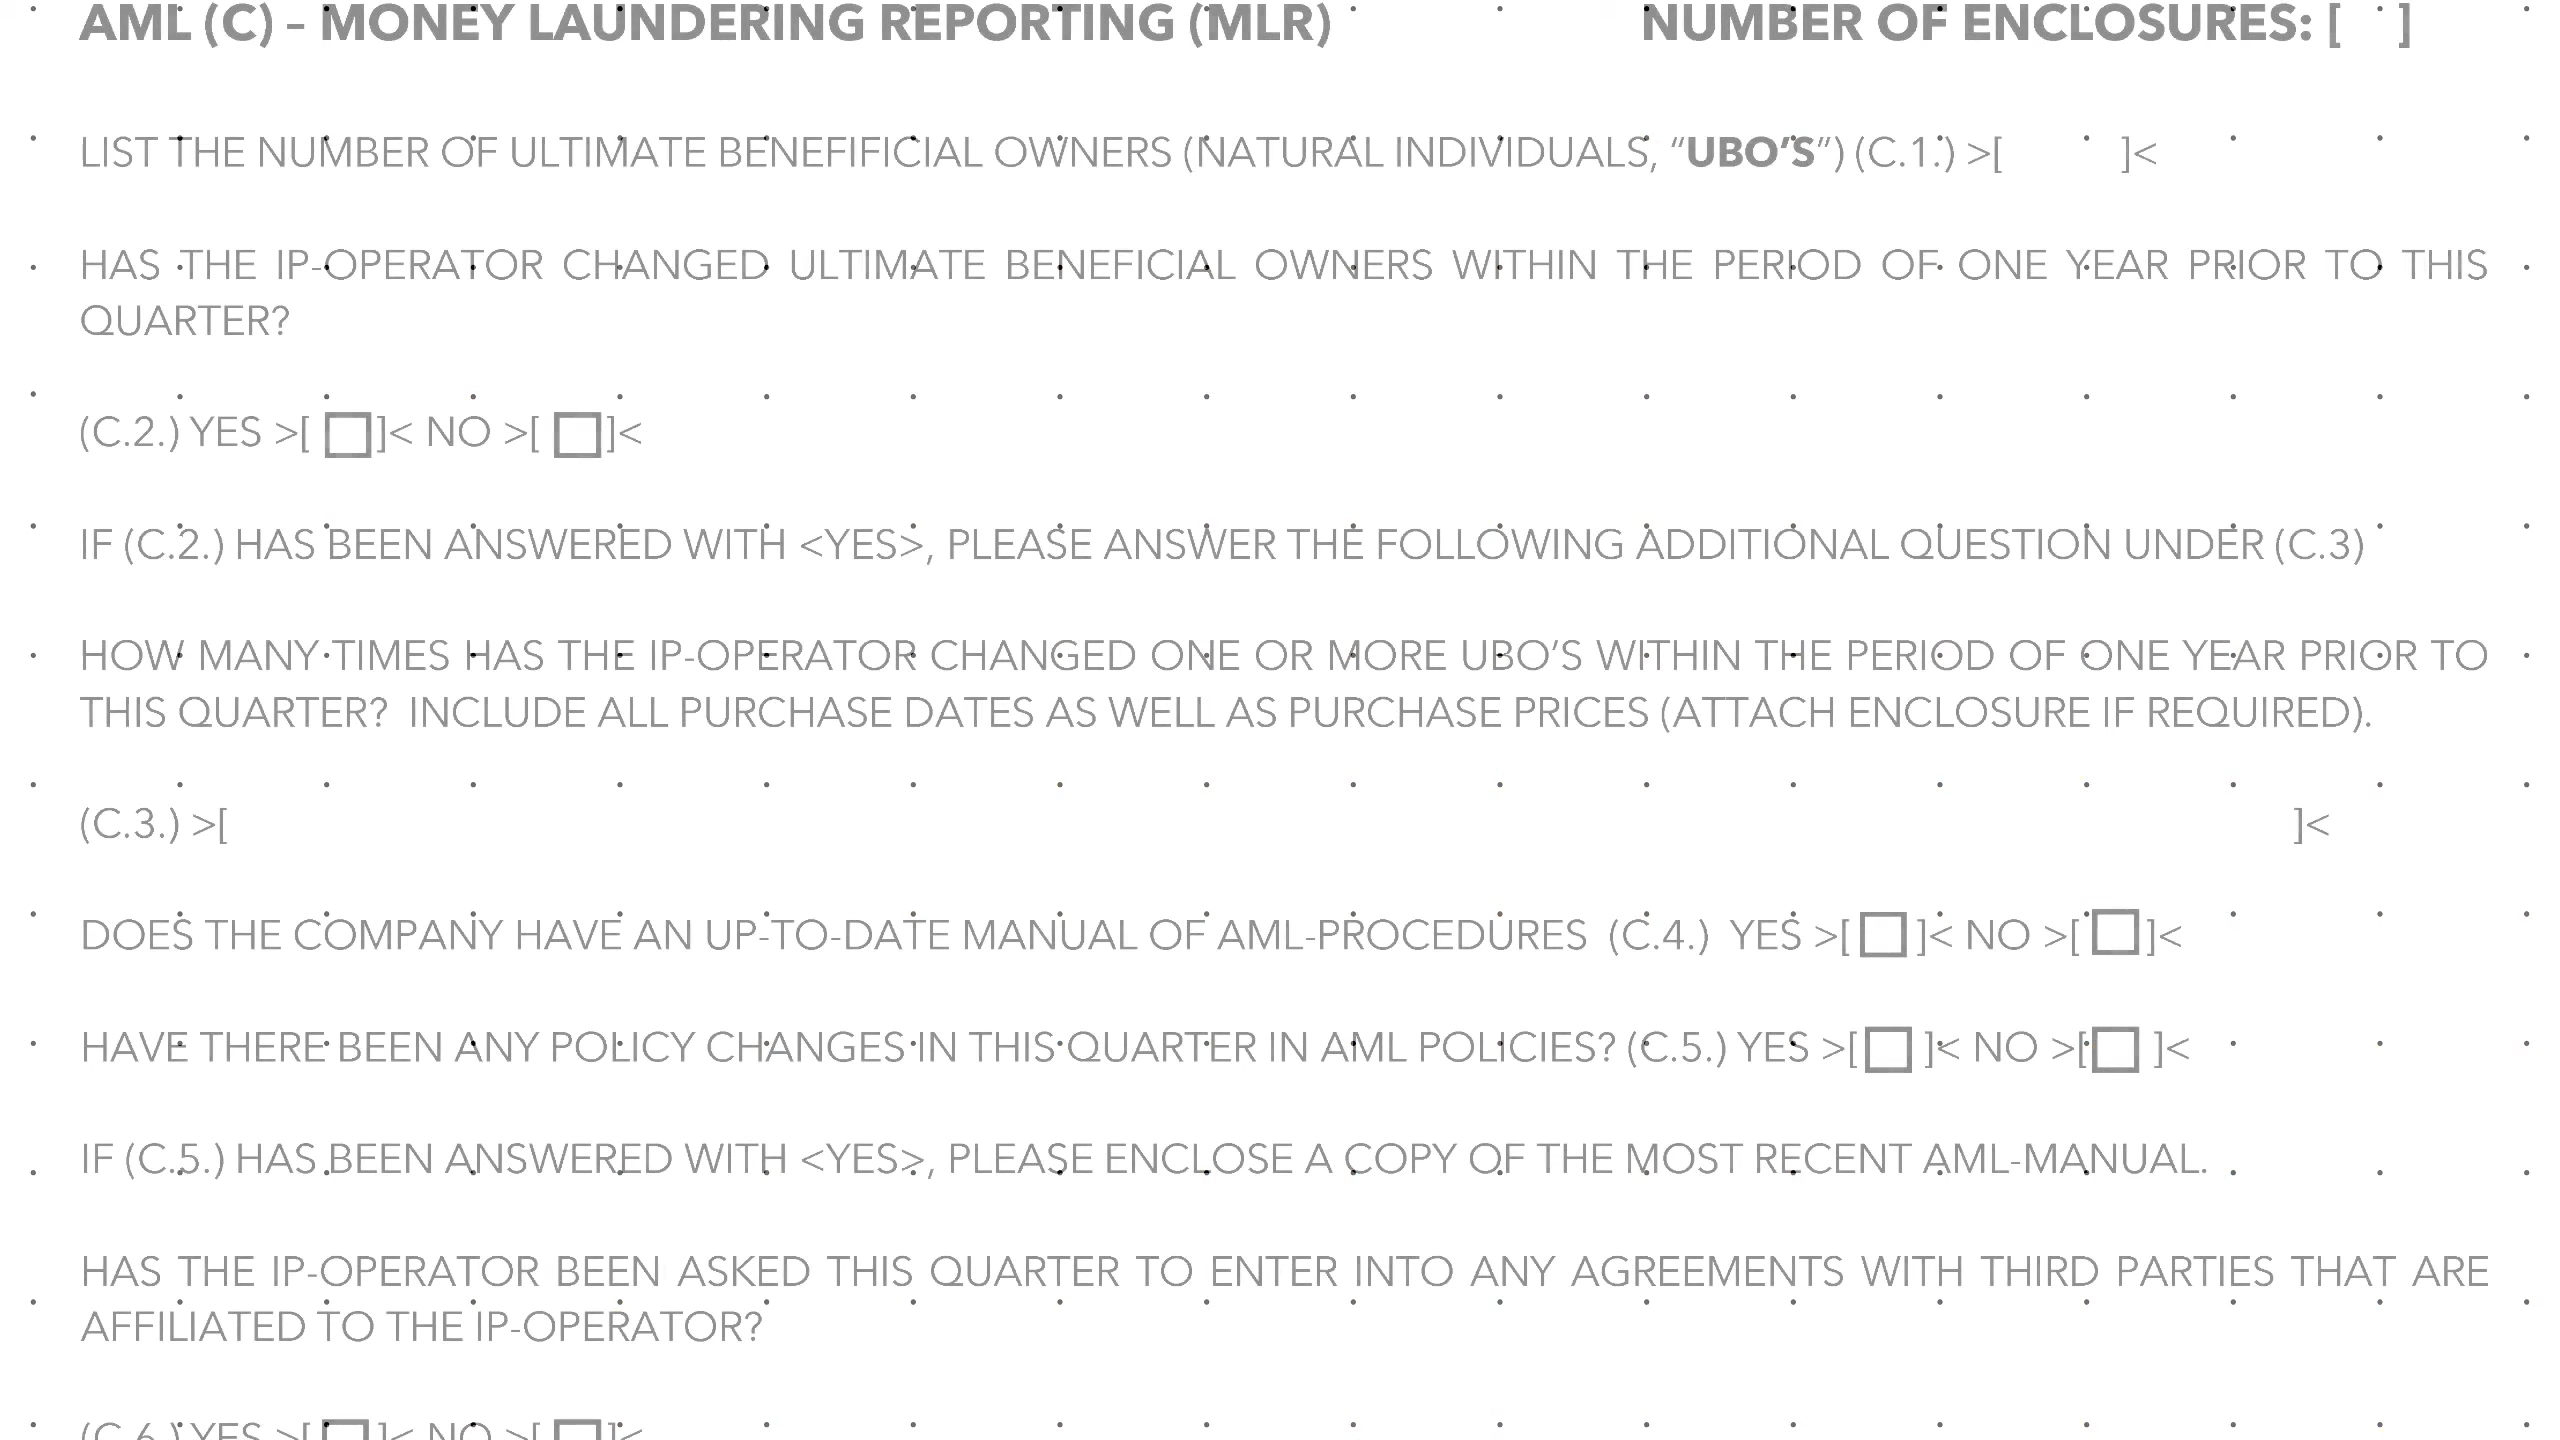 AML (C) – MONEY LAUNDERING REPORTING (MLR) NUMBER OF ENCLOSURES: [ ]
LIST THE NUMBER OF ULTIMATE BENEFIFICIAL OWNERS (NATURAL INDIVIDUALS, “UBO’S”) (C.1.) >[ ]<
HAS THE IP-OPERATOR CHANGED ULTIMATE BENEFICIAL OWNERS WITHIN THE PERIOD OF ONE YEAR PRIOR TO THIS
QUARTER?
(C.2.) YES >[ ☐]< NO >[ ☐]<
IF (C.2.) HAS BEEN ANSWERED WITH <YES>, PLEASE ANSWER THE FOLLOWING ADDITIONAL QUESTION UNDER (C.3)
HOW MANY TIMES HAS THE IP-OPERATOR CHANGED ONE OR MORE UBO’S WITHIN THE PERIOD OF ONE YEAR PRIOR TO
THIS QUARTER? INCLUDE ALL PURCHASE DATES AS WELL AS PURCHASE PRICES (ATTACH ENCLOSURE IF REQUIRED).
(C.3.) >[ ]<
DOES THE COMPANY HAVE AN UP-TO-DATE MANUAL OF AML-PROCEDURES (C.4.) YES >[☐ ]< NO >[☐ ]<
HAVE THERE BEEN ANY POLICY CHANGES IN THIS QUARTER IN AML POLICIES? (C.5.) YES >[☐ ]< NO >[☐ ]<
IF (C.5.) HAS BEEN ANSWERED WITH <YES>, PLEASE ENCLOSE A COPY OF THE MOST RECENT AML-MANUAL.
HAS THE IP-OPERATOR BEEN ASKED THIS QUARTER TO ENTER INTO ANY AGREEMENTS WITH THIRD PARTIES THAT ARE
AFFILIATED TO THE IP-OPERATOR?
(C.6.) YES >[ ☐]< NO >[ ☐]<